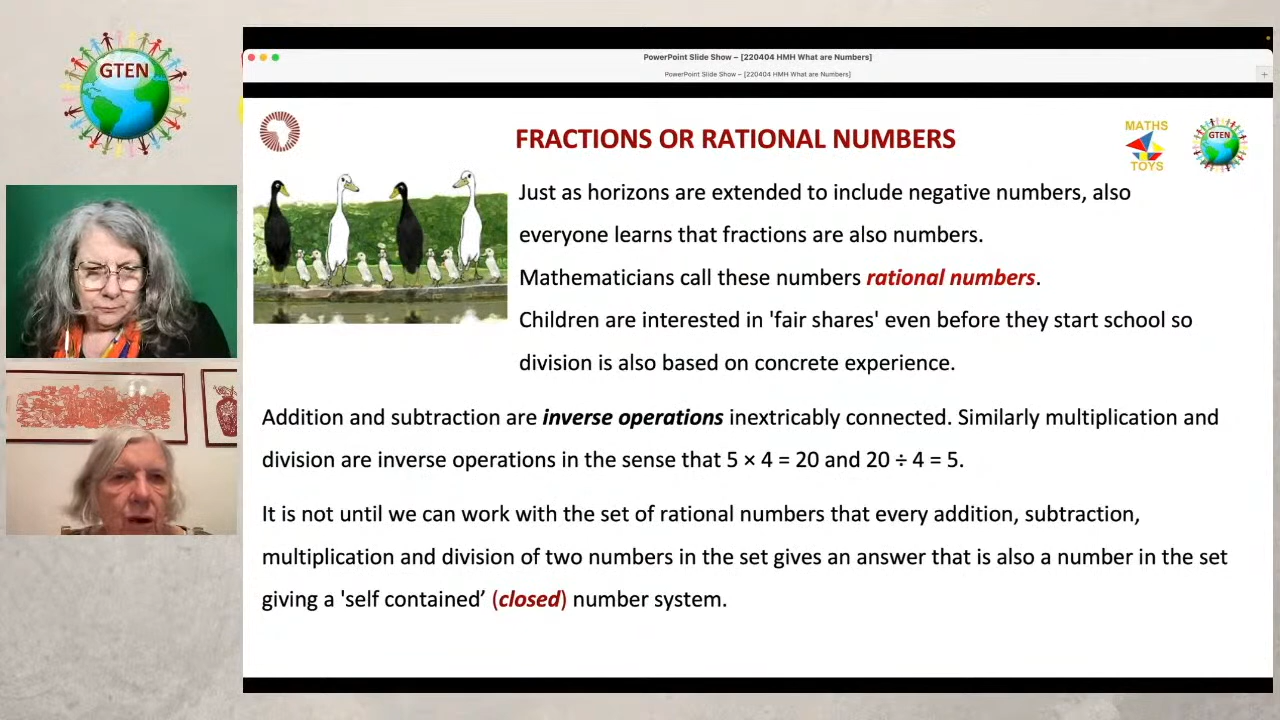 GTEN
PowerPoint Slide Show – [220404 HMH What are Numbers]
PowerPoint Slide Show – [220404 HMH What are Numbers]
FRACTIONS OR RATIONAL NUMBERS
MATHS
TOYS
GTEN
Just as horizons are extended to include negative numbers, also
everyone learns that fractions are also numbers.
Mathematicians call these numbers rational numbers.
Children are interested in 'fair shares' even before they start school so
division is also based on concrete experience.
Addition and subtraction are inverse operations inextricably connected. Similarly multiplication and
division are inverse operations in the sense that 5 × 4 = 20 and 20 ÷ 4 = 5.
It is not until we can work with the set of rational numbers that every addition, subtraction,
multiplication and division of two numbers in the set gives an answer that is also a number in the set
giving a 'self contained’ (closed) number system.